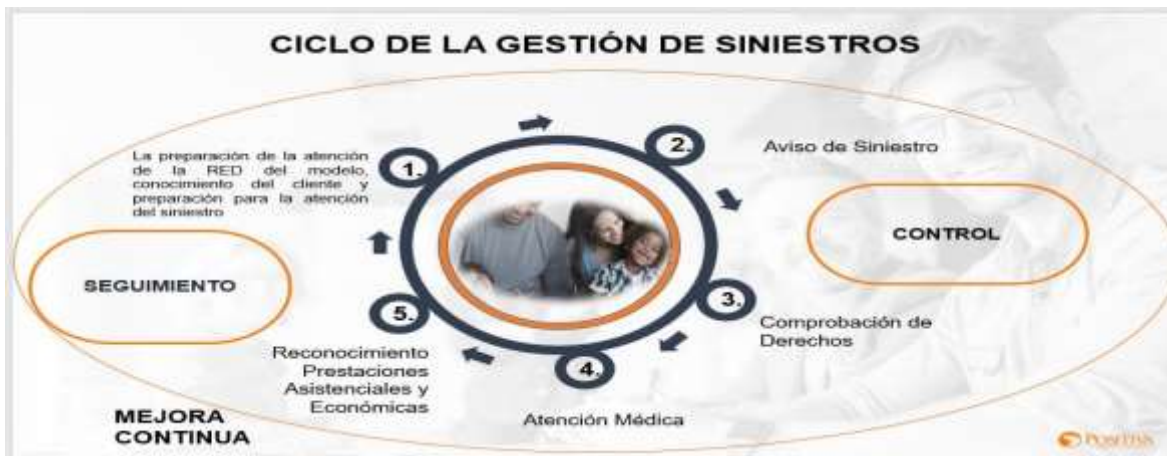 CICLO DE LA GESTIÓN DE SINIESTROS
La preparación de la atención
de la RED del modelo,
conocimiento del cliente y
preparación para la atención
del siniestro
1.
2.
Aviso de Siniestro
CONTROL
SEGUIMIENTO
3.
Comprobación de
Derechos
5.
Reconocimiento
Prestaciones
Asistenciales y
Económicas
4.
Atención Médica
MEJORA
CONTINUA
POSITIVA